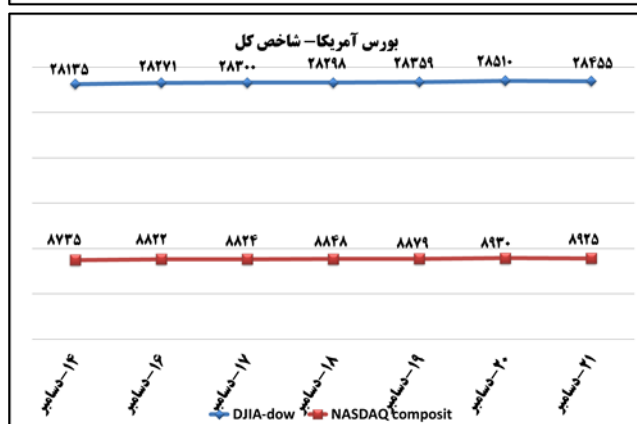 بورس آمریکا- شاخص کل
۲۸۱۳۵ ۲۸۲۷۱ ۲۸۳۰۰ ۲۸۲۹۸ ۲۸۳۵۹ ۲۸۵۱۰ ۲۸۴۵۵
۸۷۳۵ ۸۸۲۲ ۸۸۲۴ ۸۸۴۸ ۸۸۷۹ ۸۹۳۰ ۸۹۲۵
۱۴-دسامبر ۱۶-دسامبر ۱۷-دسامبر ۱۸-دسامبر ۱۹-دسامبر ۲۰-دسامبر ۲۱-دسامبر
DJIA-dow NASDAQ composit